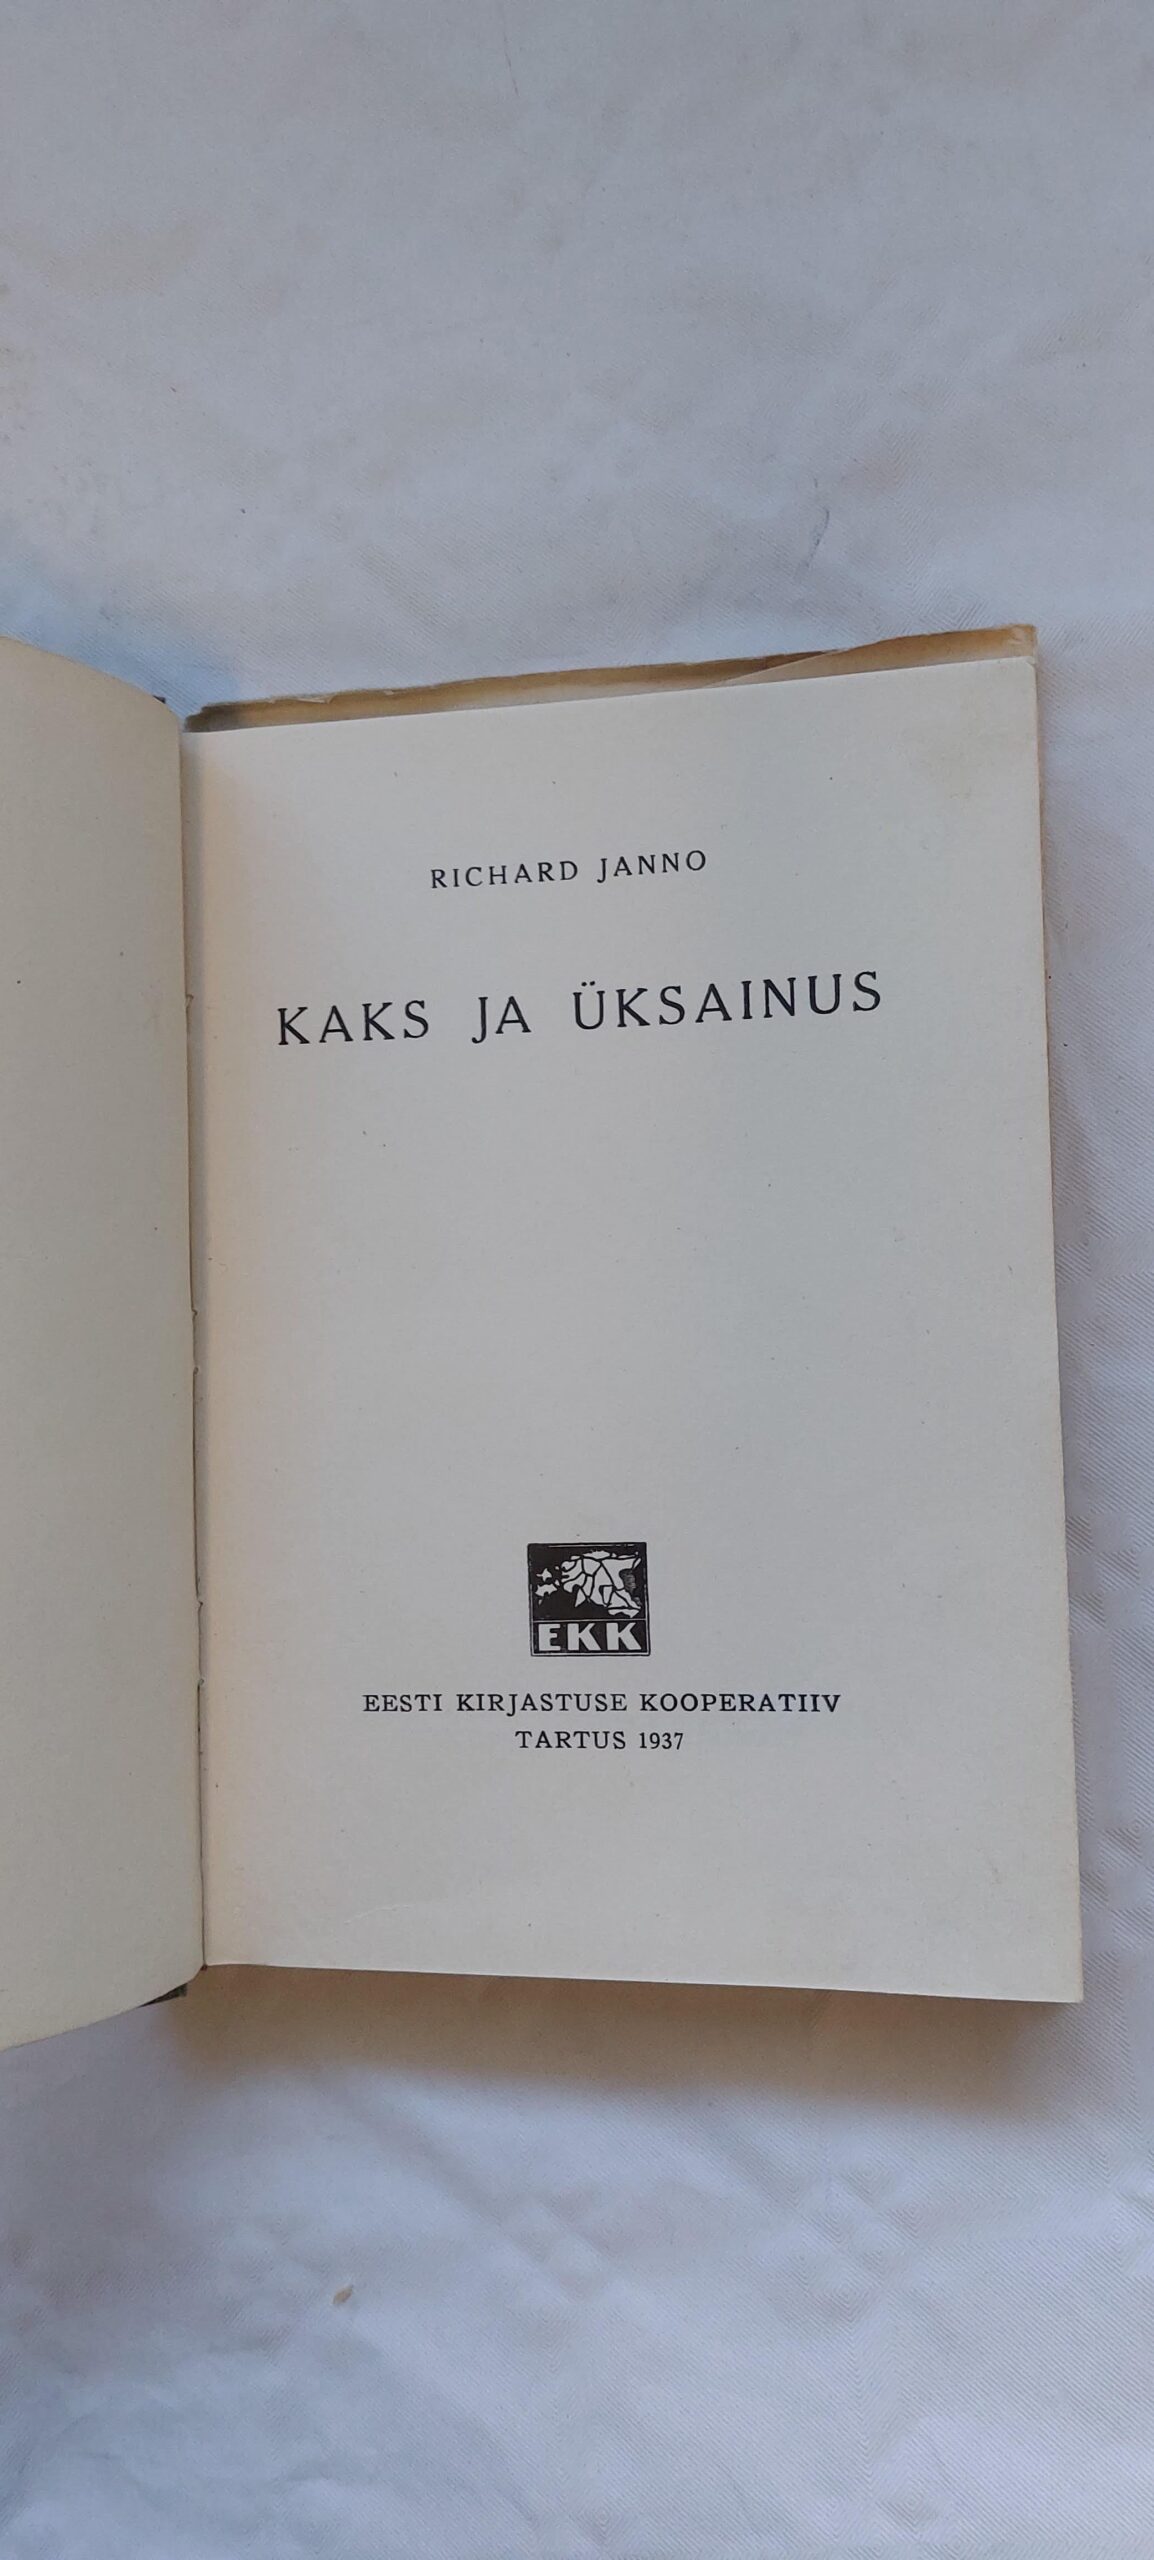 RICHARD JANNO
KAKS JA ÜKSAINUS
EKK
EESTI KIRJASTUSE KOOPERATIIV
TARTUS 1937